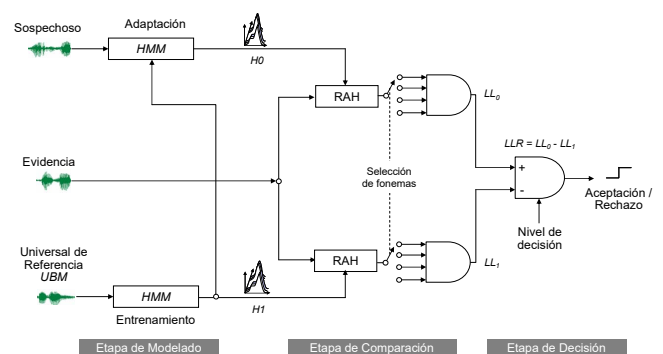 Sospechoso
Adaptación
HMM
H0
RAH
LL0
LLR = LL0 - LL1
Evidencia
Selección
de fonemas
+
-
Aceptación /
Rechazo
Nivel de
decisión
Universal de
Referencia
UBM
HMM
Entrenamiento
H1
RAH
LL1
Etapa de Modelado
Etapa de Comparación
Etapa de Decisión